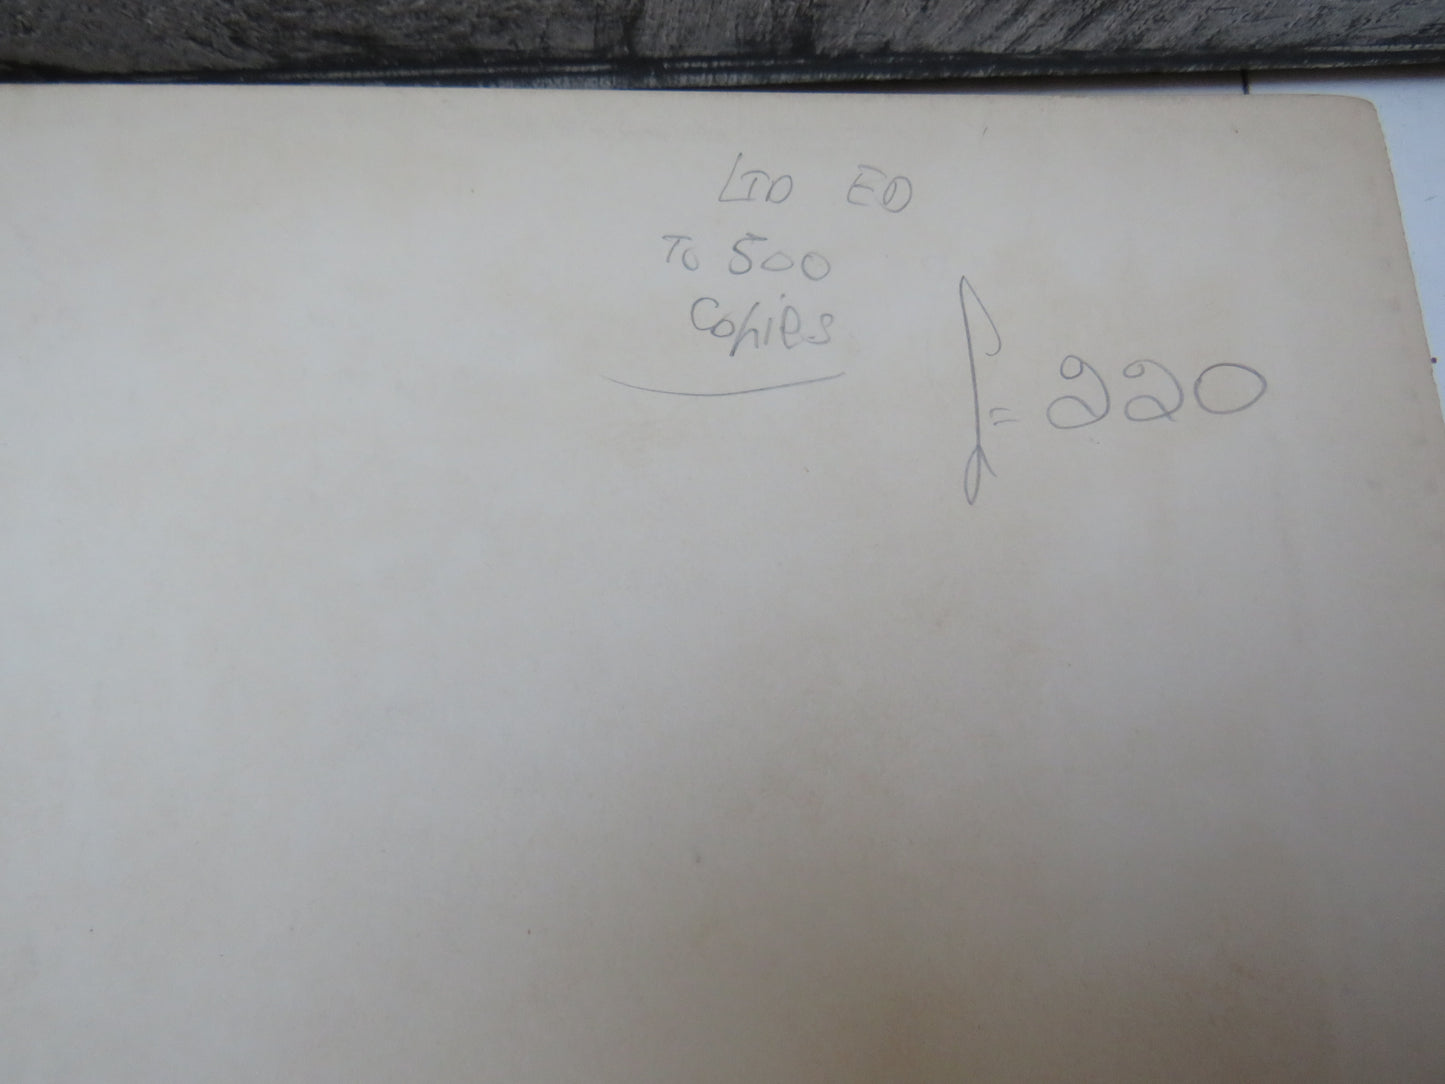 LTD ED
To 500
Copies
£220